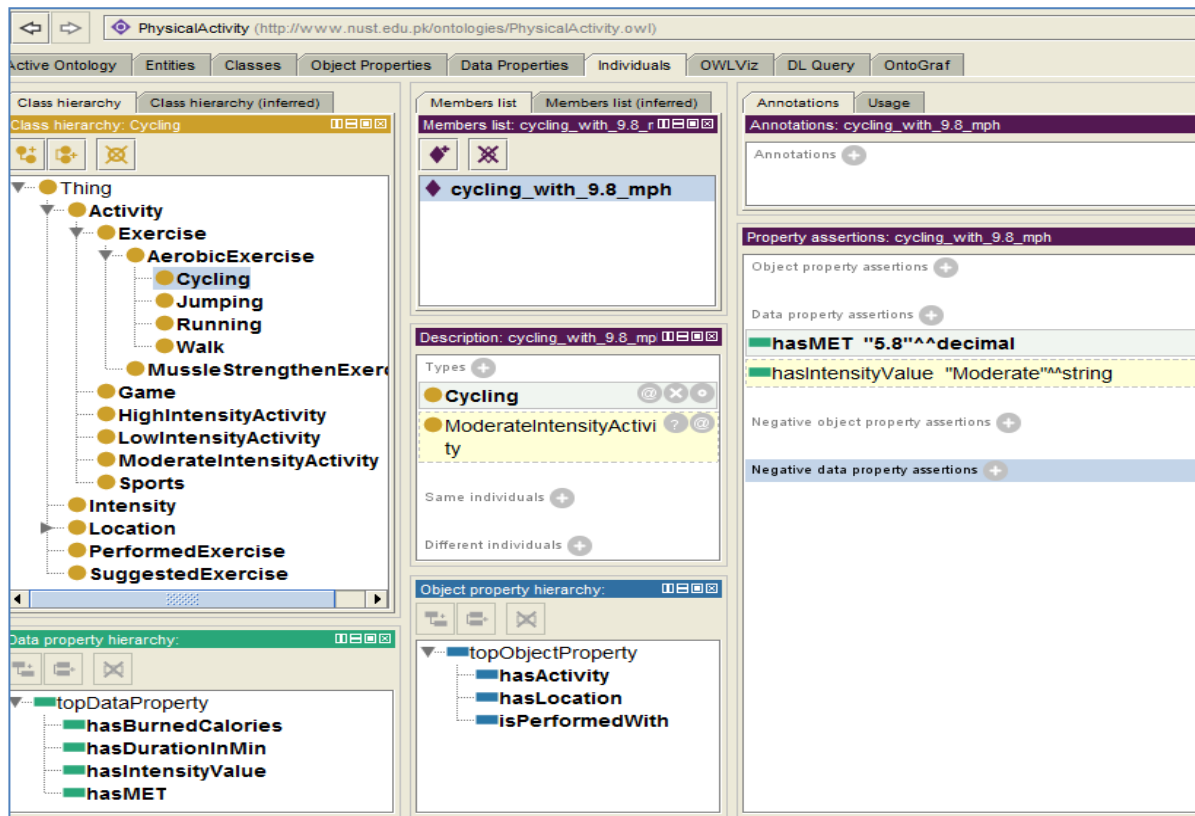 PhysicalActivity (http://www.nust.edu.pk/ontologies/PhysicalActivity.owl)
Active Ontology Entities Classes Object Properties Data Properties Individuals OWLViz DL Query OntoGraf
Class hierarchy Class hierarchy (inferred)
Class hierarchy: Cycling
Thing
Activity
Exercise
AerobicExercise
Cycling
Jumping
Running
Walk
MussleStrengthenExerc
Game
HighIntensityActivity
LowIntensityActivity
ModerateIntensityActivity
Sports
Intensity
Location
PerformedExercise
SuggestedExercise
Data property hierarchy:
topDataProperty
hasBurnedCalories
hasDurationInMin
hasIntensityValue
hasMET
Members list Members list (inferred)
Members list: cycling_with_9.8_r
cycling_with_9.8_mph
Description: cycling_with_9.8_mp
Types
Cycling
ModerateIntensityActivi
ty
Same individuals
Different individuals
Object property hierarchy:
topObjectProperty
hasActivity
hasLocation
isPerformedWith
Annotations Usage
Annotations: cycling_with_9.8_mph
Annotations
Property assertions: cycling_with_9.8_mph
Object property assertions
Data property assertions
hasMET "5.8"^^decimal
hasIntensityValue "Moderate"^^string
Negative object property assertions
Negative data property assertions